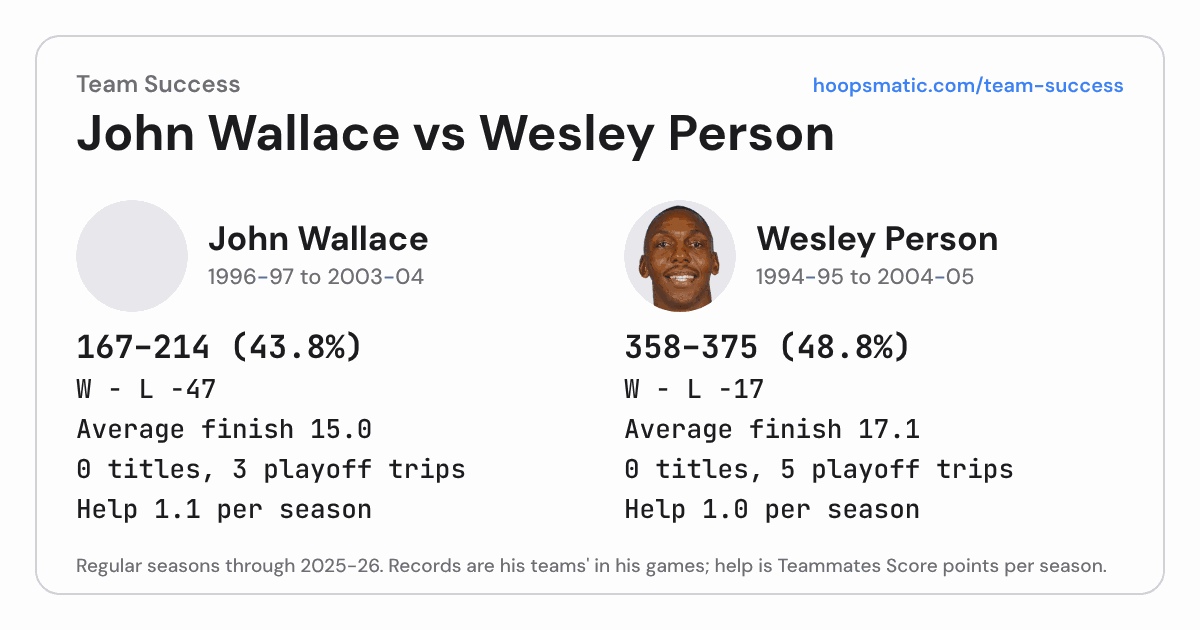 Team Success
hoopsmatic.com/team-success
John Wallace vs Wesley Person
John Wallace
1996-97 to 2003-04
167-214 (43.8%)
W - L -47
Average finish 15.0
0 titles, 3 playoff trips
Help 1.1 per season
Wesley Person
1994-95 to 2004-05
358-375 (48.8%)
W - L -17
Average finish 17.1
0 titles, 5 playoff trips
Help 1.0 per season
Regular seasons through 2025-26. Records are his teams' in his games; help is Teammates Score points per season.